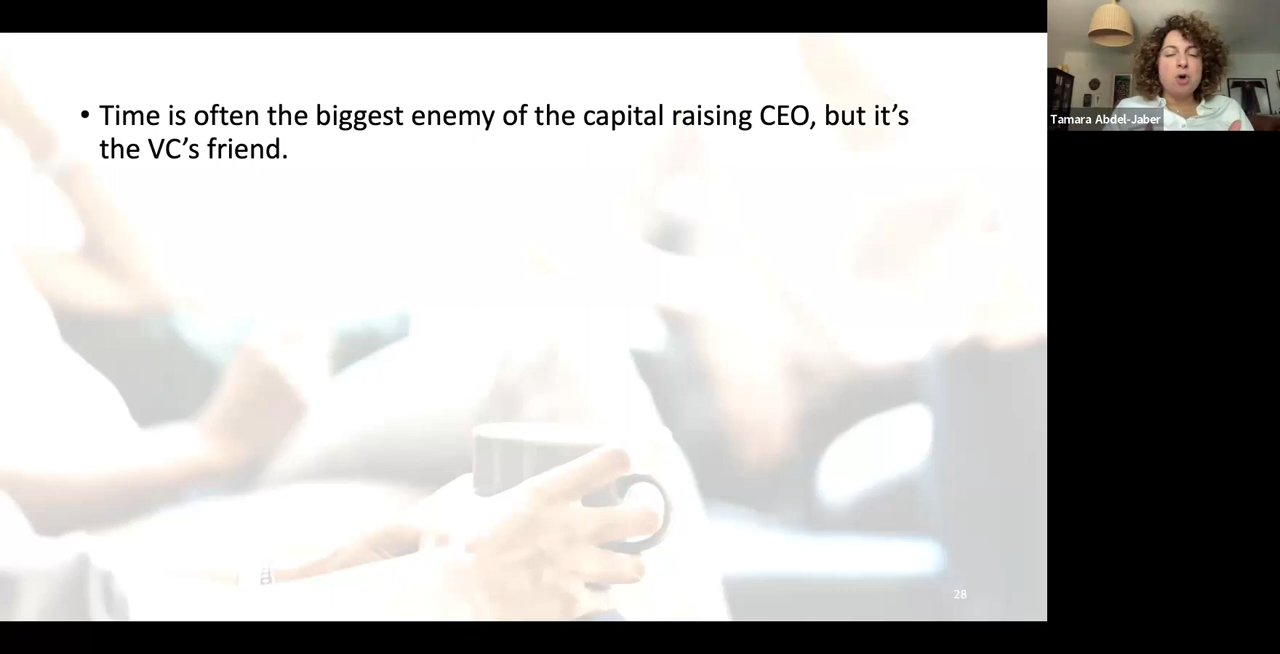 • Time is often the biggest enemy of the capital raising CEO, but it’s
the VC’s friend.
Tamara Abdel-Jaber
28